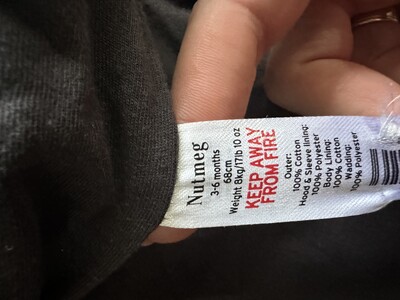 Nutmeg
3-6 months
68cm
Weight 8kg/17lb 10 oz
KEEP AWAY
FROM FIRE
Outer:
100% Cotton
Hood & Sleeve lining:
100% Polyester
Body Lining:
100% Cotton
Wadding:
100% Polyester